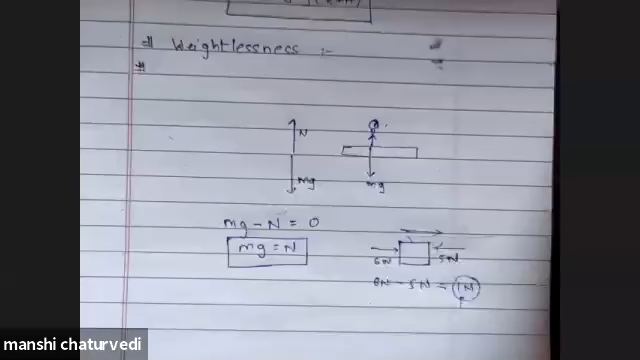 # Weightlessness :-
#
N
mg
mg
mg - N = 0
mg = N
6N
5N
6N - 5N = 1N
manshi chaturvedi